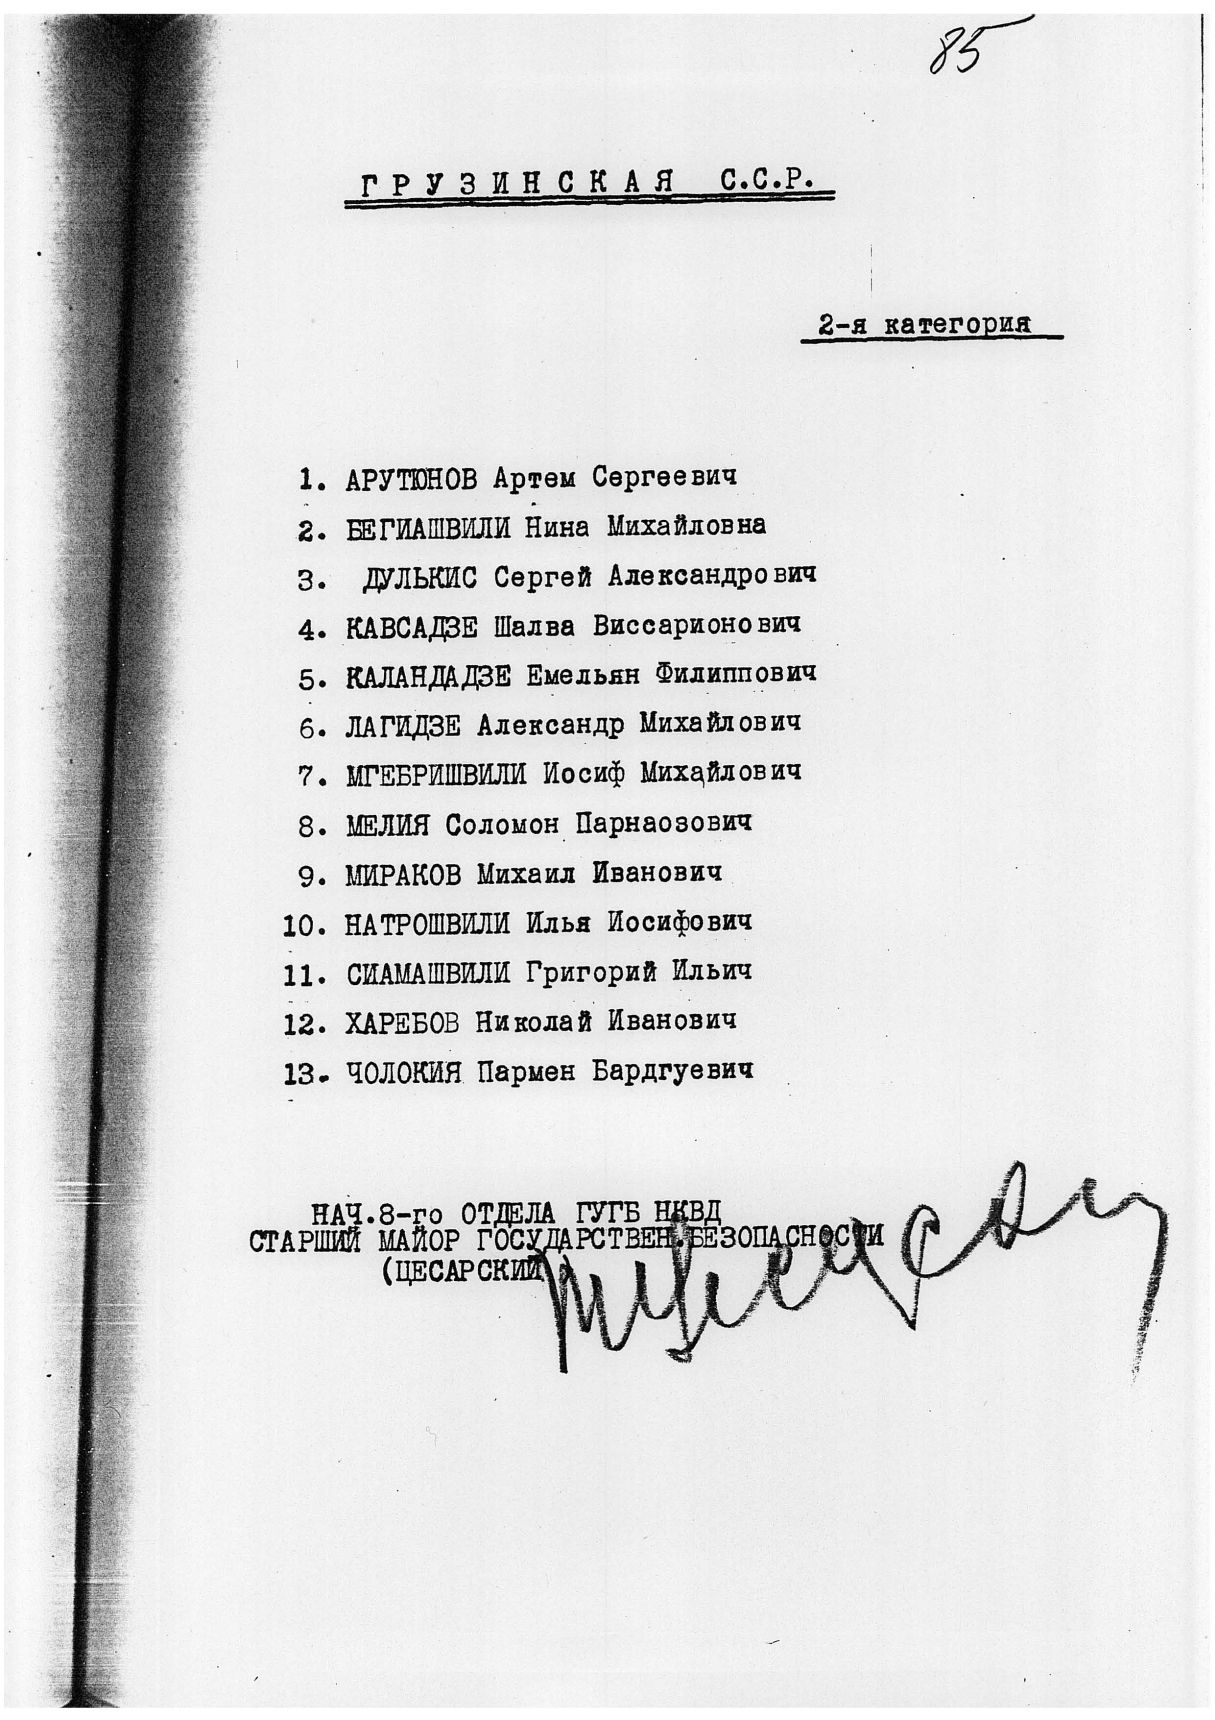 85
ГРУЗИНСКАЯ С.С.Р.
2-я категория
1. АРУТЮНОВ Артем Сергеевич
2. БЕГИАШВИЛИ Нина Михайловна
3. ДУЛЬКИС Сергей Александрович
4. КАВСАДЗЕ Шалва Виссарионович
5. КАЛАНДАДЗЕ Емельян Филиппович
6. ЛАГИДЗЕ Александр Михайлович
7. МГЕБРИШВИЛИ Иосиф Михайлович
8. МЕЛИЯ Соломон Парнаозович
9. МИРАКОВ Михаил Иванович
10. НАТРОШВИЛИ Илья Иосифович
11. СИАМАШВИЛИ Григорий Ильич
12. ХАРЕБОВ Николай Иванович
13. ЧОЛОКИЯ Пармен Бардгуевич
НАЧ.8-го ОТДЕЛА ГУГБ НКВД
СТАРШИЙ МАЙОР ГОСУДАРСТВЕН.БЕЗОПАСНОСТИ
(ЦЕСАРСКИЙ)